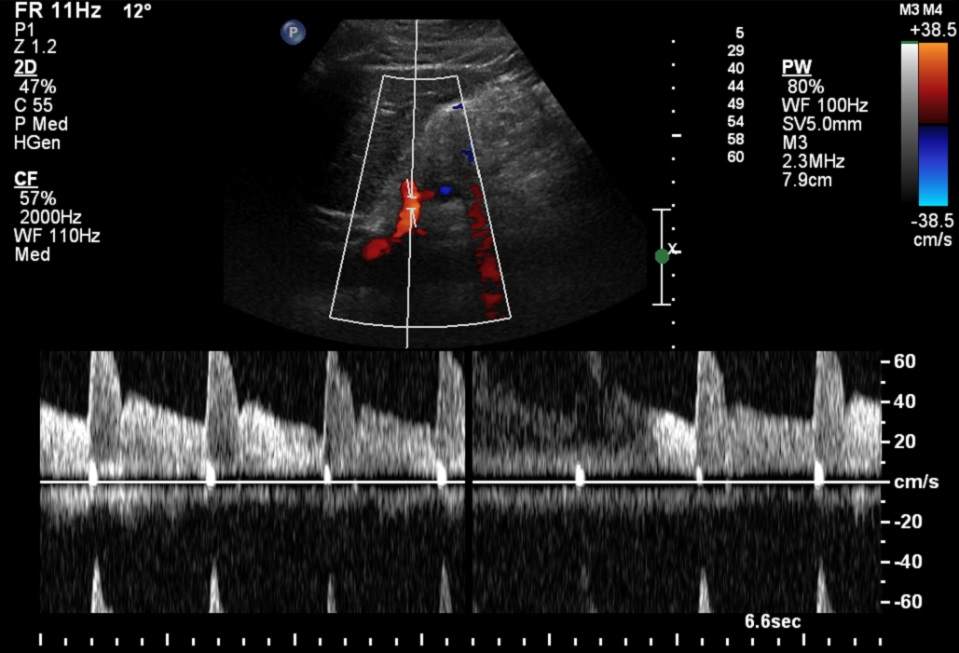 FR 11Hz 12°
P1
Z 1.2
2D
47%
C 55
P Med
HGen
CF
57%
2000Hz
WF 110Hz
Med
P
5
29
40
44
49
54
58
60
PW
80%
WF 100Hz
SV5.0mm
M3
2.3MHz
7.9cm
M3 M4
+38.5
-38.5
cm/s
X
60
40
20
cm/s
-20
-40
-60
6.6sec